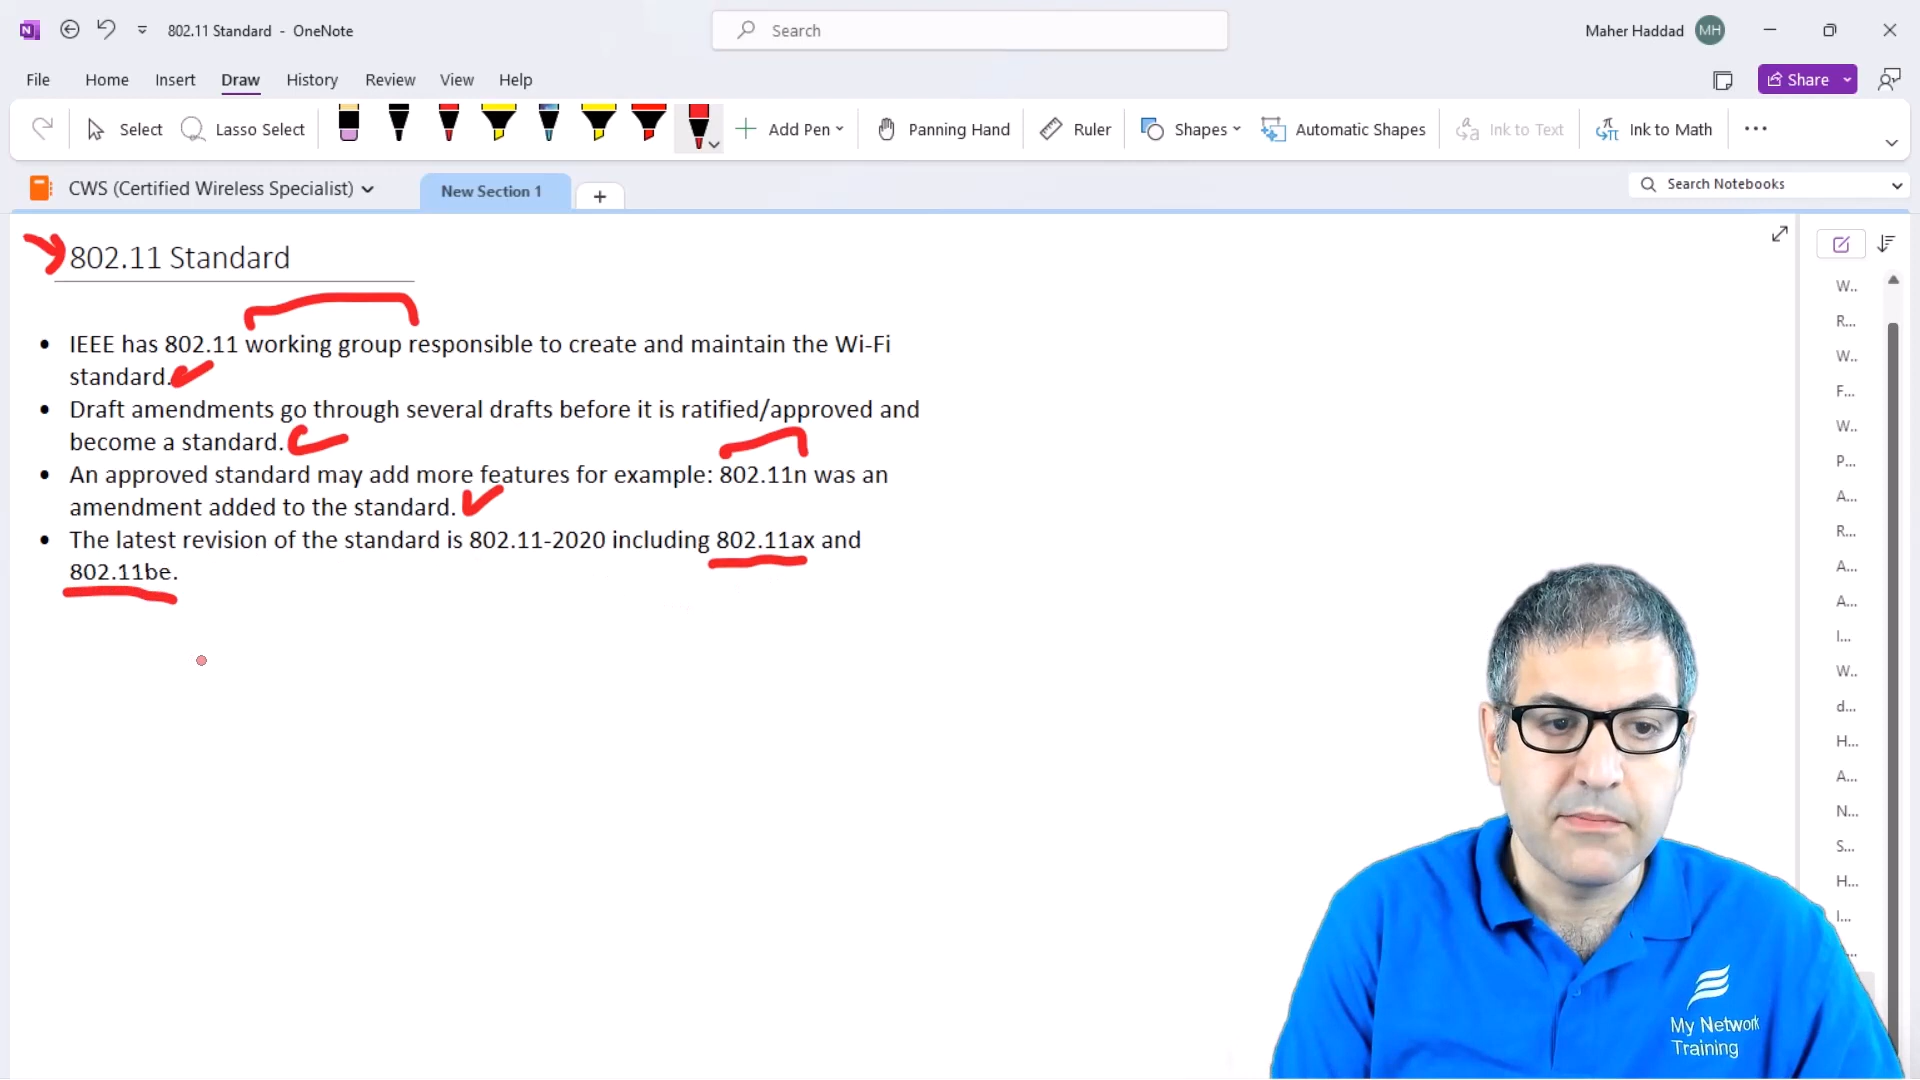 802.11 Standard - OneNote
Search
Maher Haddad
MH
File Home Insert Draw History Review View Help
Share
Select Lasso Select Add Pen Panning Hand Ruler Shapes Automatic Shapes Ink to Text Ink to Math
CWS (Certified Wireless Specialist) New Section 1 +
Search Notebooks
802.11 Standard
• IEEE has 802.11 working group responsible to create and maintain the Wi-Fi
standard.
• Draft amendments go through several drafts before it is ratified/approved and
become a standard.
• An approved standard may add more features for example: 802.11n was an
amendment added to the standard.
• The latest revision of the standard is 802.11-2020 including 802.11ax and
802.11be.
W..
R...
W..
F...
W..
P...
A...
R...
A...
A...
I...
W..
d...
H...
A...
N...
S...
H...
I...
My Network
Training